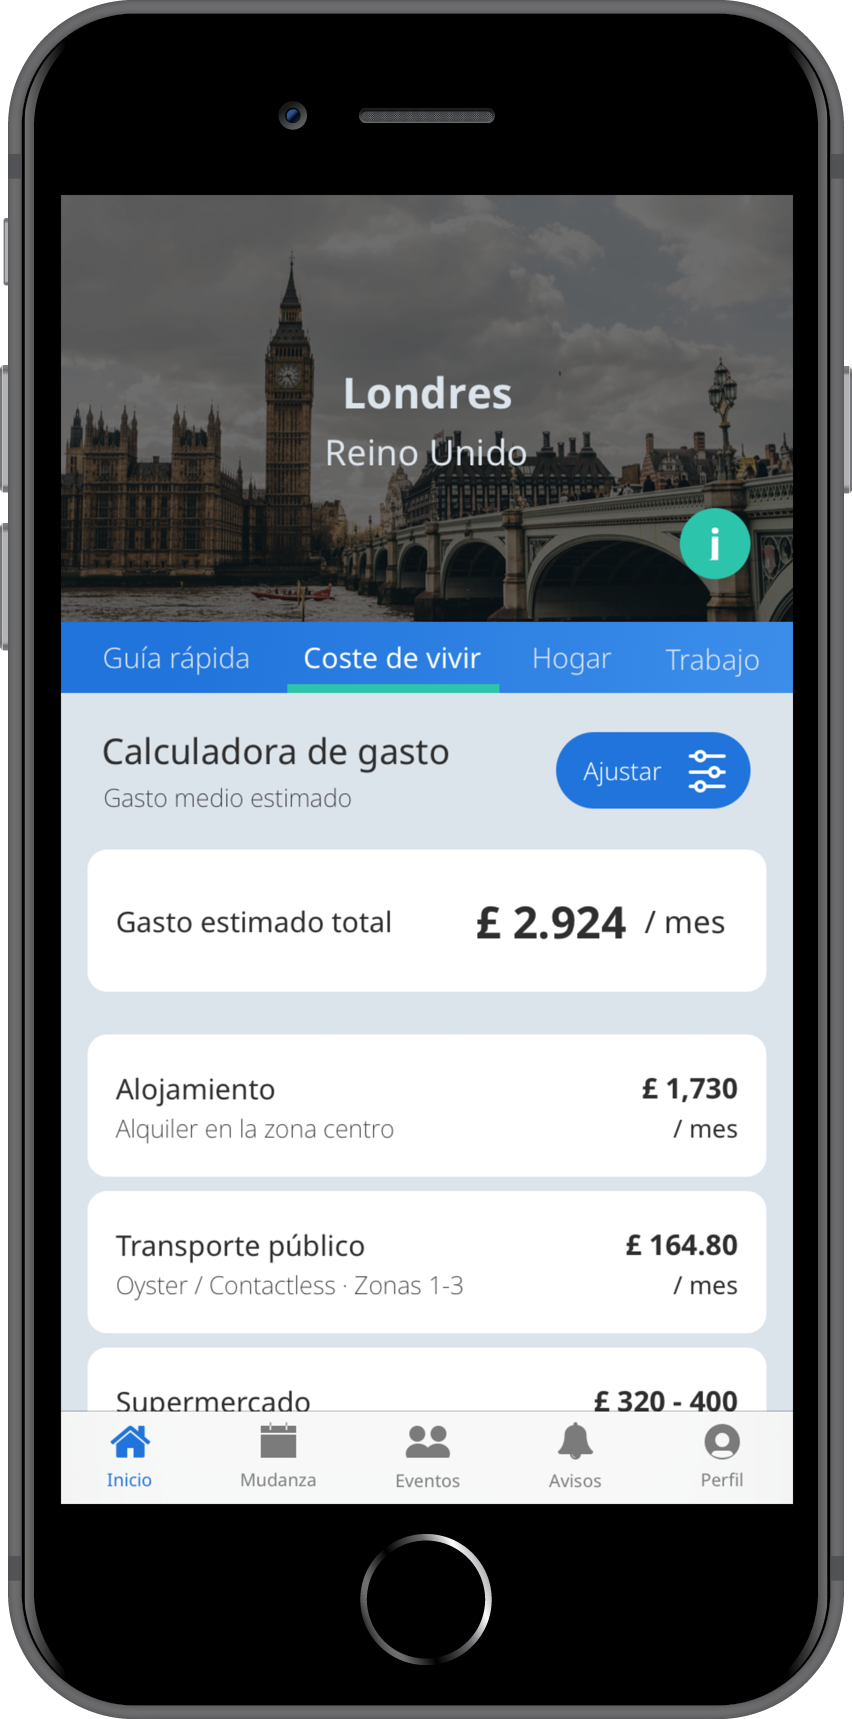 Londres
Reino Unido
i
Guía rápida Coste de vivir Hogar Trabajo
Calculadora de gasto
Gasto medio estimado
Ajustar
Gasto estimado total £ 2.924 / mes
Alojamiento £ 1,730
Alquiler en la zona centro / mes
Transporte público £ 164.80
Oyster / Contactless · Zonas 1-3 / mes
Supermercado £ 320 - 400
Inicio Mudanza Eventos Avisos Perfil